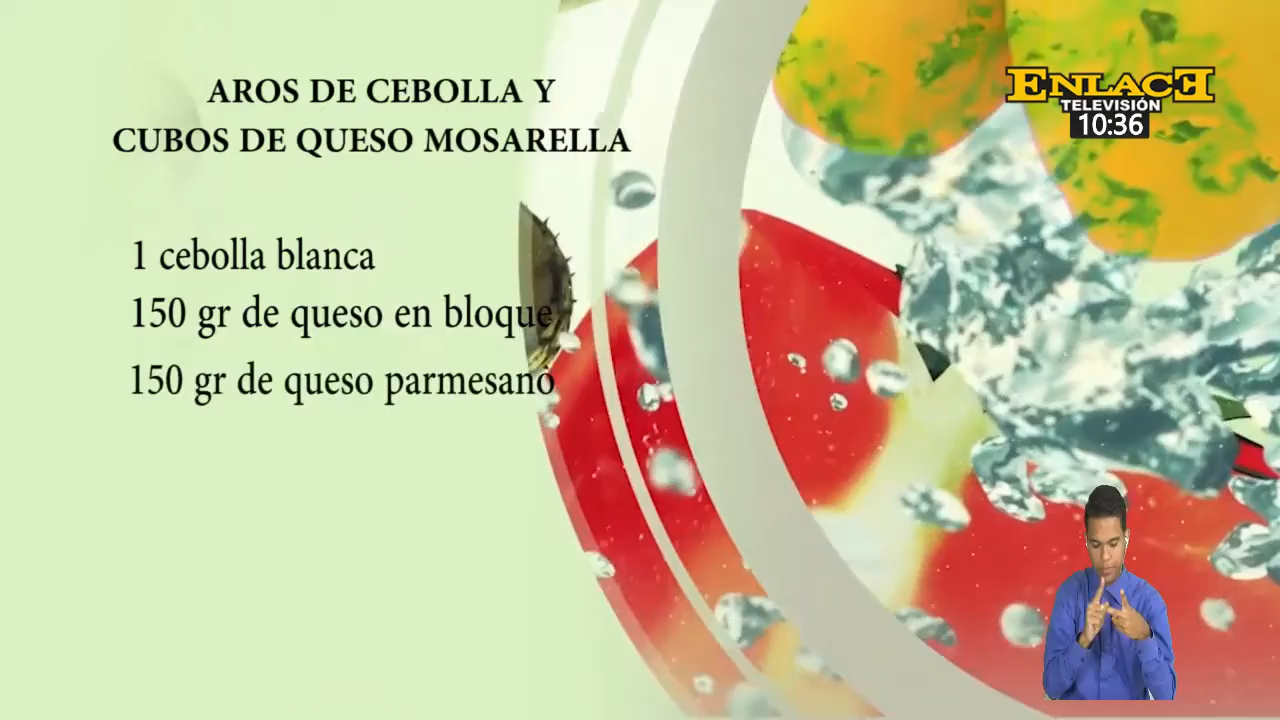 AROS DE CEBOLLA Y
CUBOS DE QUESO MOSARELLA
1 cebolla blanca
150 gr de queso en bloque
150 gr de queso parmesano
ENLACE
TELEVISIÓN
10:36